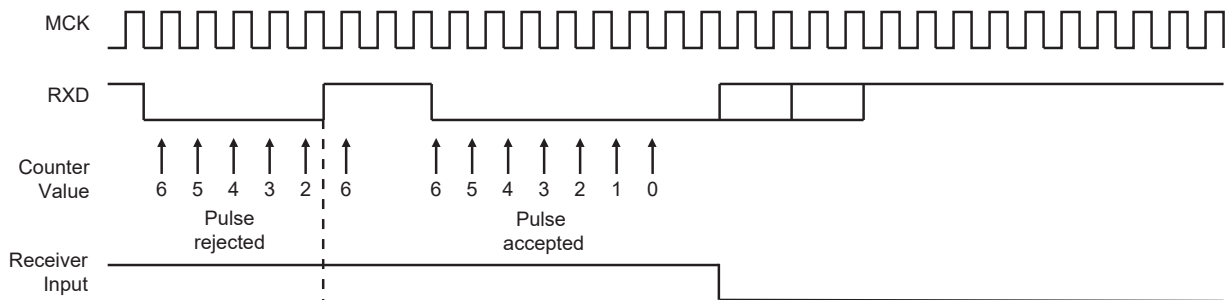 MCK
RXD
Counter
Value
6 5 4 3 2 6 6 5 4 3 2 1 0
Pulse
rejected
Pulse
accepted
Receiver
Input